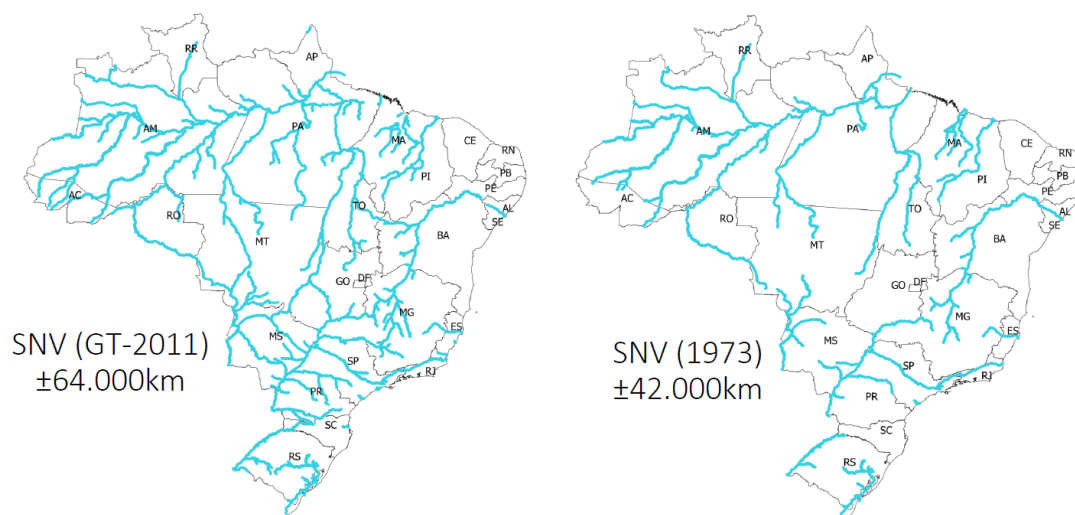 RR
AP
AM
PA
MA
CE
RN
PB
PE
AL
SE
PI
AC
RO
TO
BA
MT
GO
DF
MG
ES
MS
SP
RJ
PR
SC
RS
SNV (GT-2011)
±64.000km
RR
AP
AM
PA
MA
CE
RN
PB
PE
AL
SE
PI
AC
RO
TO
BA
MT
GO
DF
MG
ES
MS
SP
RJ
PR
SC
RS
SNV (1973)
±42.000km